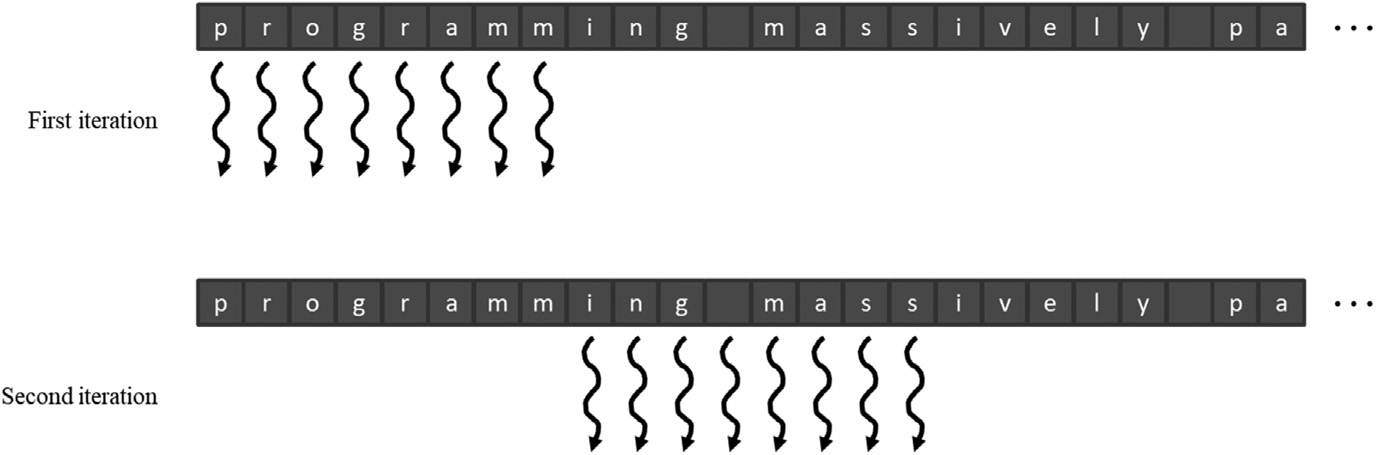 p r o g r a m m i n g m a s s i v e l y p a ...
First iteration
p r o g r a m m i n g m a s s i v e l y p a ...
Second iteration